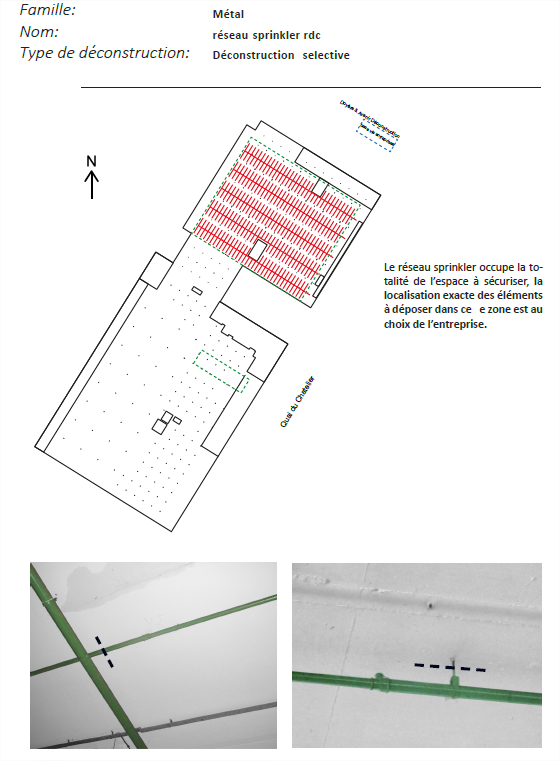 Famille: Métal
Nom: réseau sprinkler rdc
Type de déconstruction: Déconstruction selective
N
Le réseau sprinkler occupe la to-
talité de l'espace à sécuriser, la
localisation exacte des éléments
à déposer dans ce e zone est au
choix de l'entreprise.
Quai du Chatelier